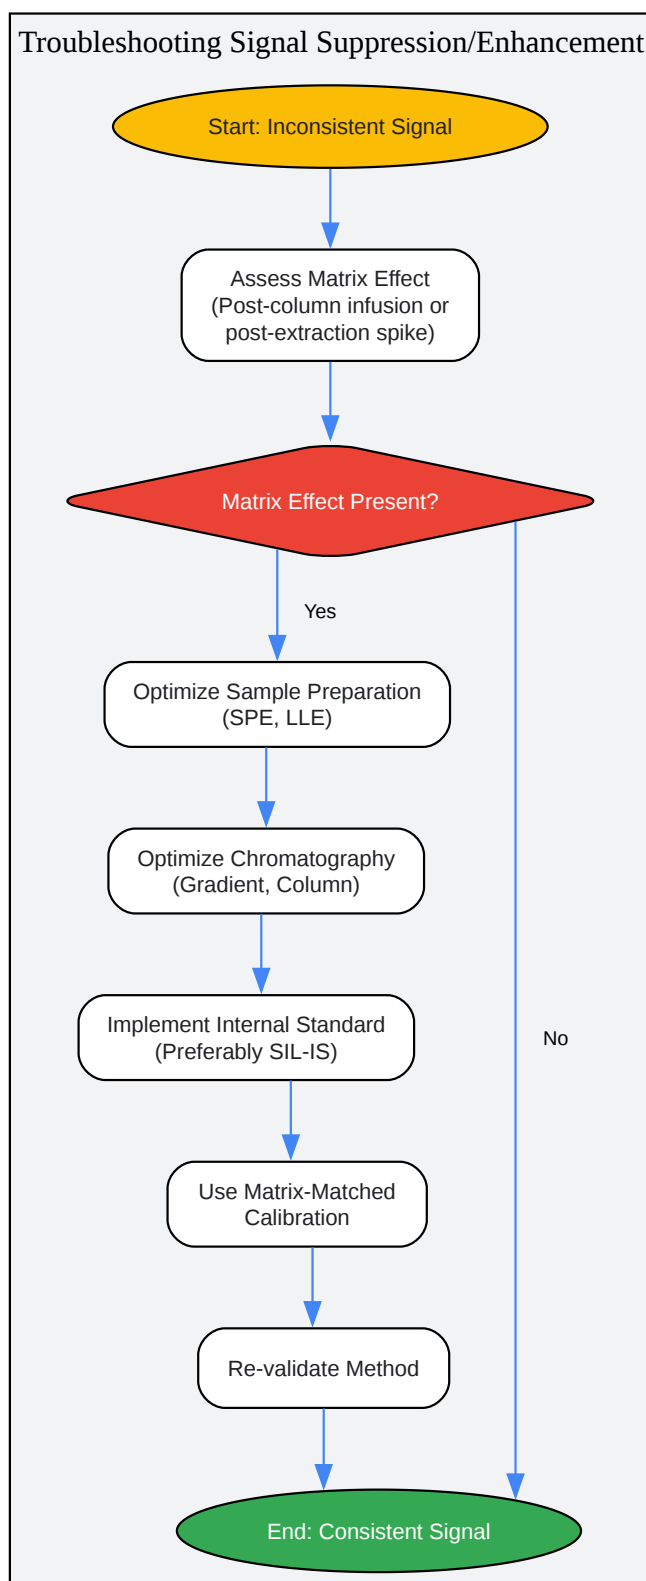 Troubleshooting Signal Suppression/Enhancement
Start: Inconsistent Signal
Assess Matrix Effect
(Post-column infusion or
post-extraction spike)
Matrix Effect Present?
Yes
Optimize Sample Preparation
(SPE, LLE)
Optimize Chromatography
(Gradient, Column)
Implement Internal Standard
(Preferably SIL-IS)
No
Use Matrix-Matched
Calibration
Re-validate Method
End: Consistent Signal